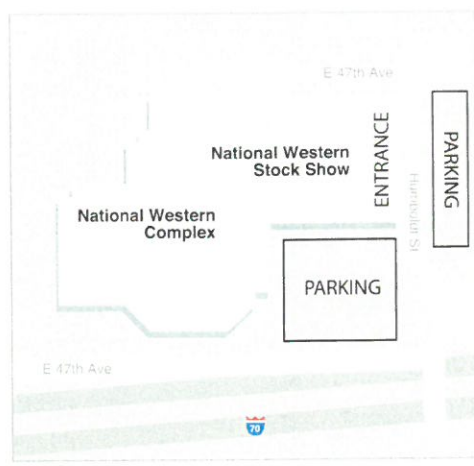 E 47th Ave
National Western
Stock Show
ENTRANCE
PARKING
Humboldt St
National Western
Complex
PARKING
E 47th Ave
70